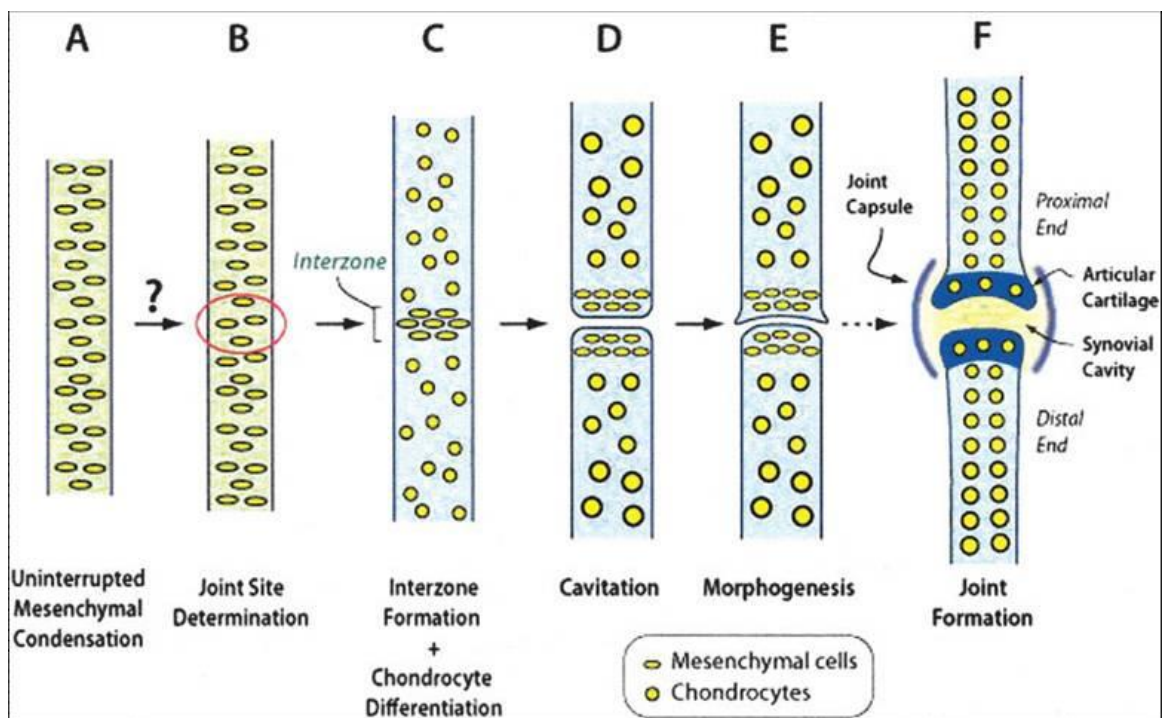 A
B
C
D
E
F
?
Interzone
Joint
Capsule
Proximal
End
Articular
Cartilage
Synovial
Cavity
Distal
End
Uninterrupted
Mesenchymal
Condensation
Joint Site
Determination
Interzone
Formation
+
Chondrocyte
Differentiation
Cavitation
Morphogenesis
Joint
Formation
Mesenchymal cells
Chondrocytes